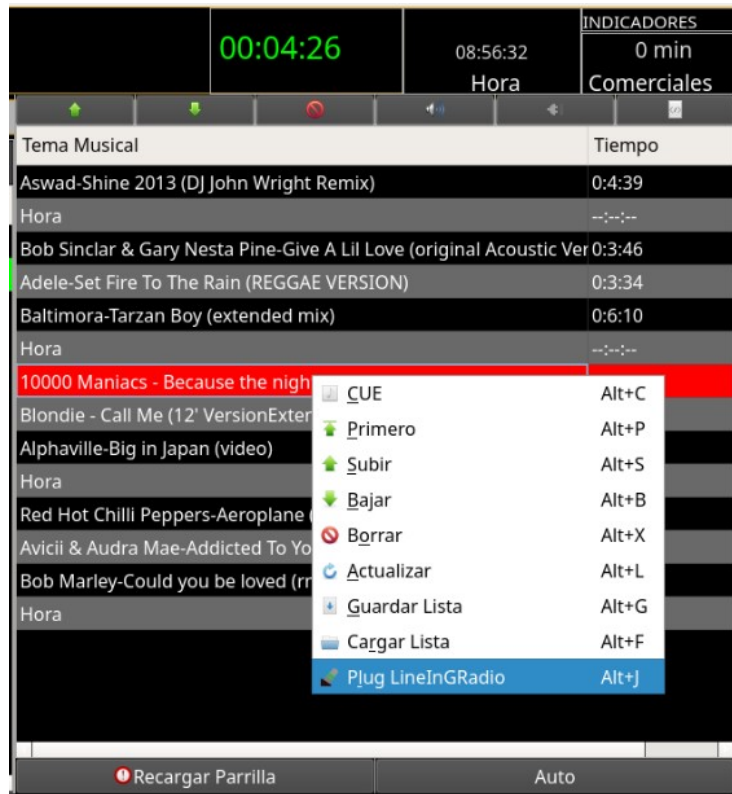 INDICADORES
00:04:26
08:56:32
0 min
Hora
Comerciales
Tema Musical Tiempo
Aswad-Shine 2013 (DJ John Wright Remix) 0:4:39
Hora --:--:--
Bob Sinclar & Gary Nesta Pine-Give A Lil Love (original Acoustic Ver 0:3:46
Adele-Set Fire To The Rain (REGGAE VERSION) 0:3:34
Baltimora-Tarzan Boy (extended mix) 0:6:10
Hora --:--:--
10000 Maniacs - Because the nigh
Blondie - Call Me (12' VersionExter
Alphaville-Big in Japan (video)
Hora
Red Hot Chilli Peppers-Aeroplane (
Avicii & Audra Mae-Addicted To Yo
Bob Marley-Could you be loved (rr
Hora
CUE Alt+C
Primero Alt+P
Subir Alt+S
Bajar Alt+B
Borrar Alt+X
Actualizar Alt+L
Guardar Lista Alt+G
Cargar Lista Alt+F
Plug LineInGRadio Alt+J
Recargar Parrilla Auto